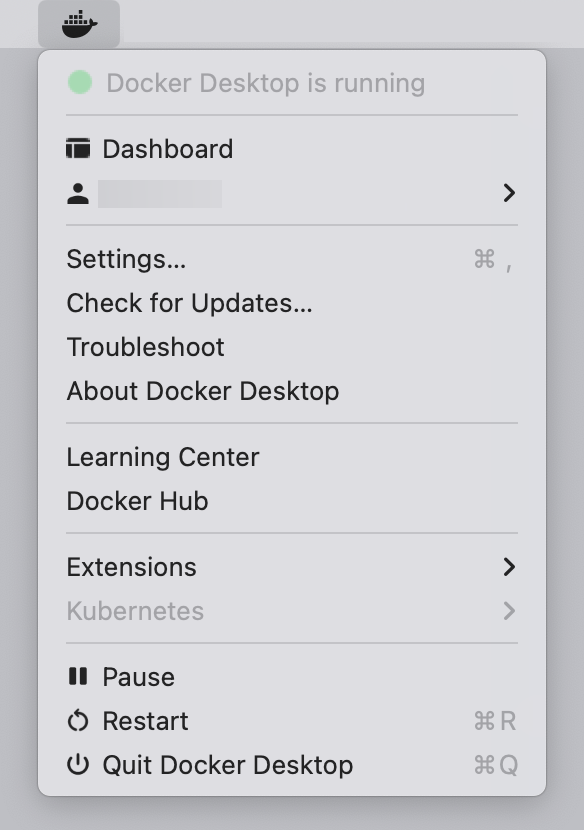 Docker Desktop is running
Dashboard
Settings...
⌘ ,
Check for Updates...
Troubleshoot
About Docker Desktop
Learning Center
Docker Hub
Extensions
Kubernetes
Pause
Restart
⌘R
Quit Docker Desktop
⌘Q